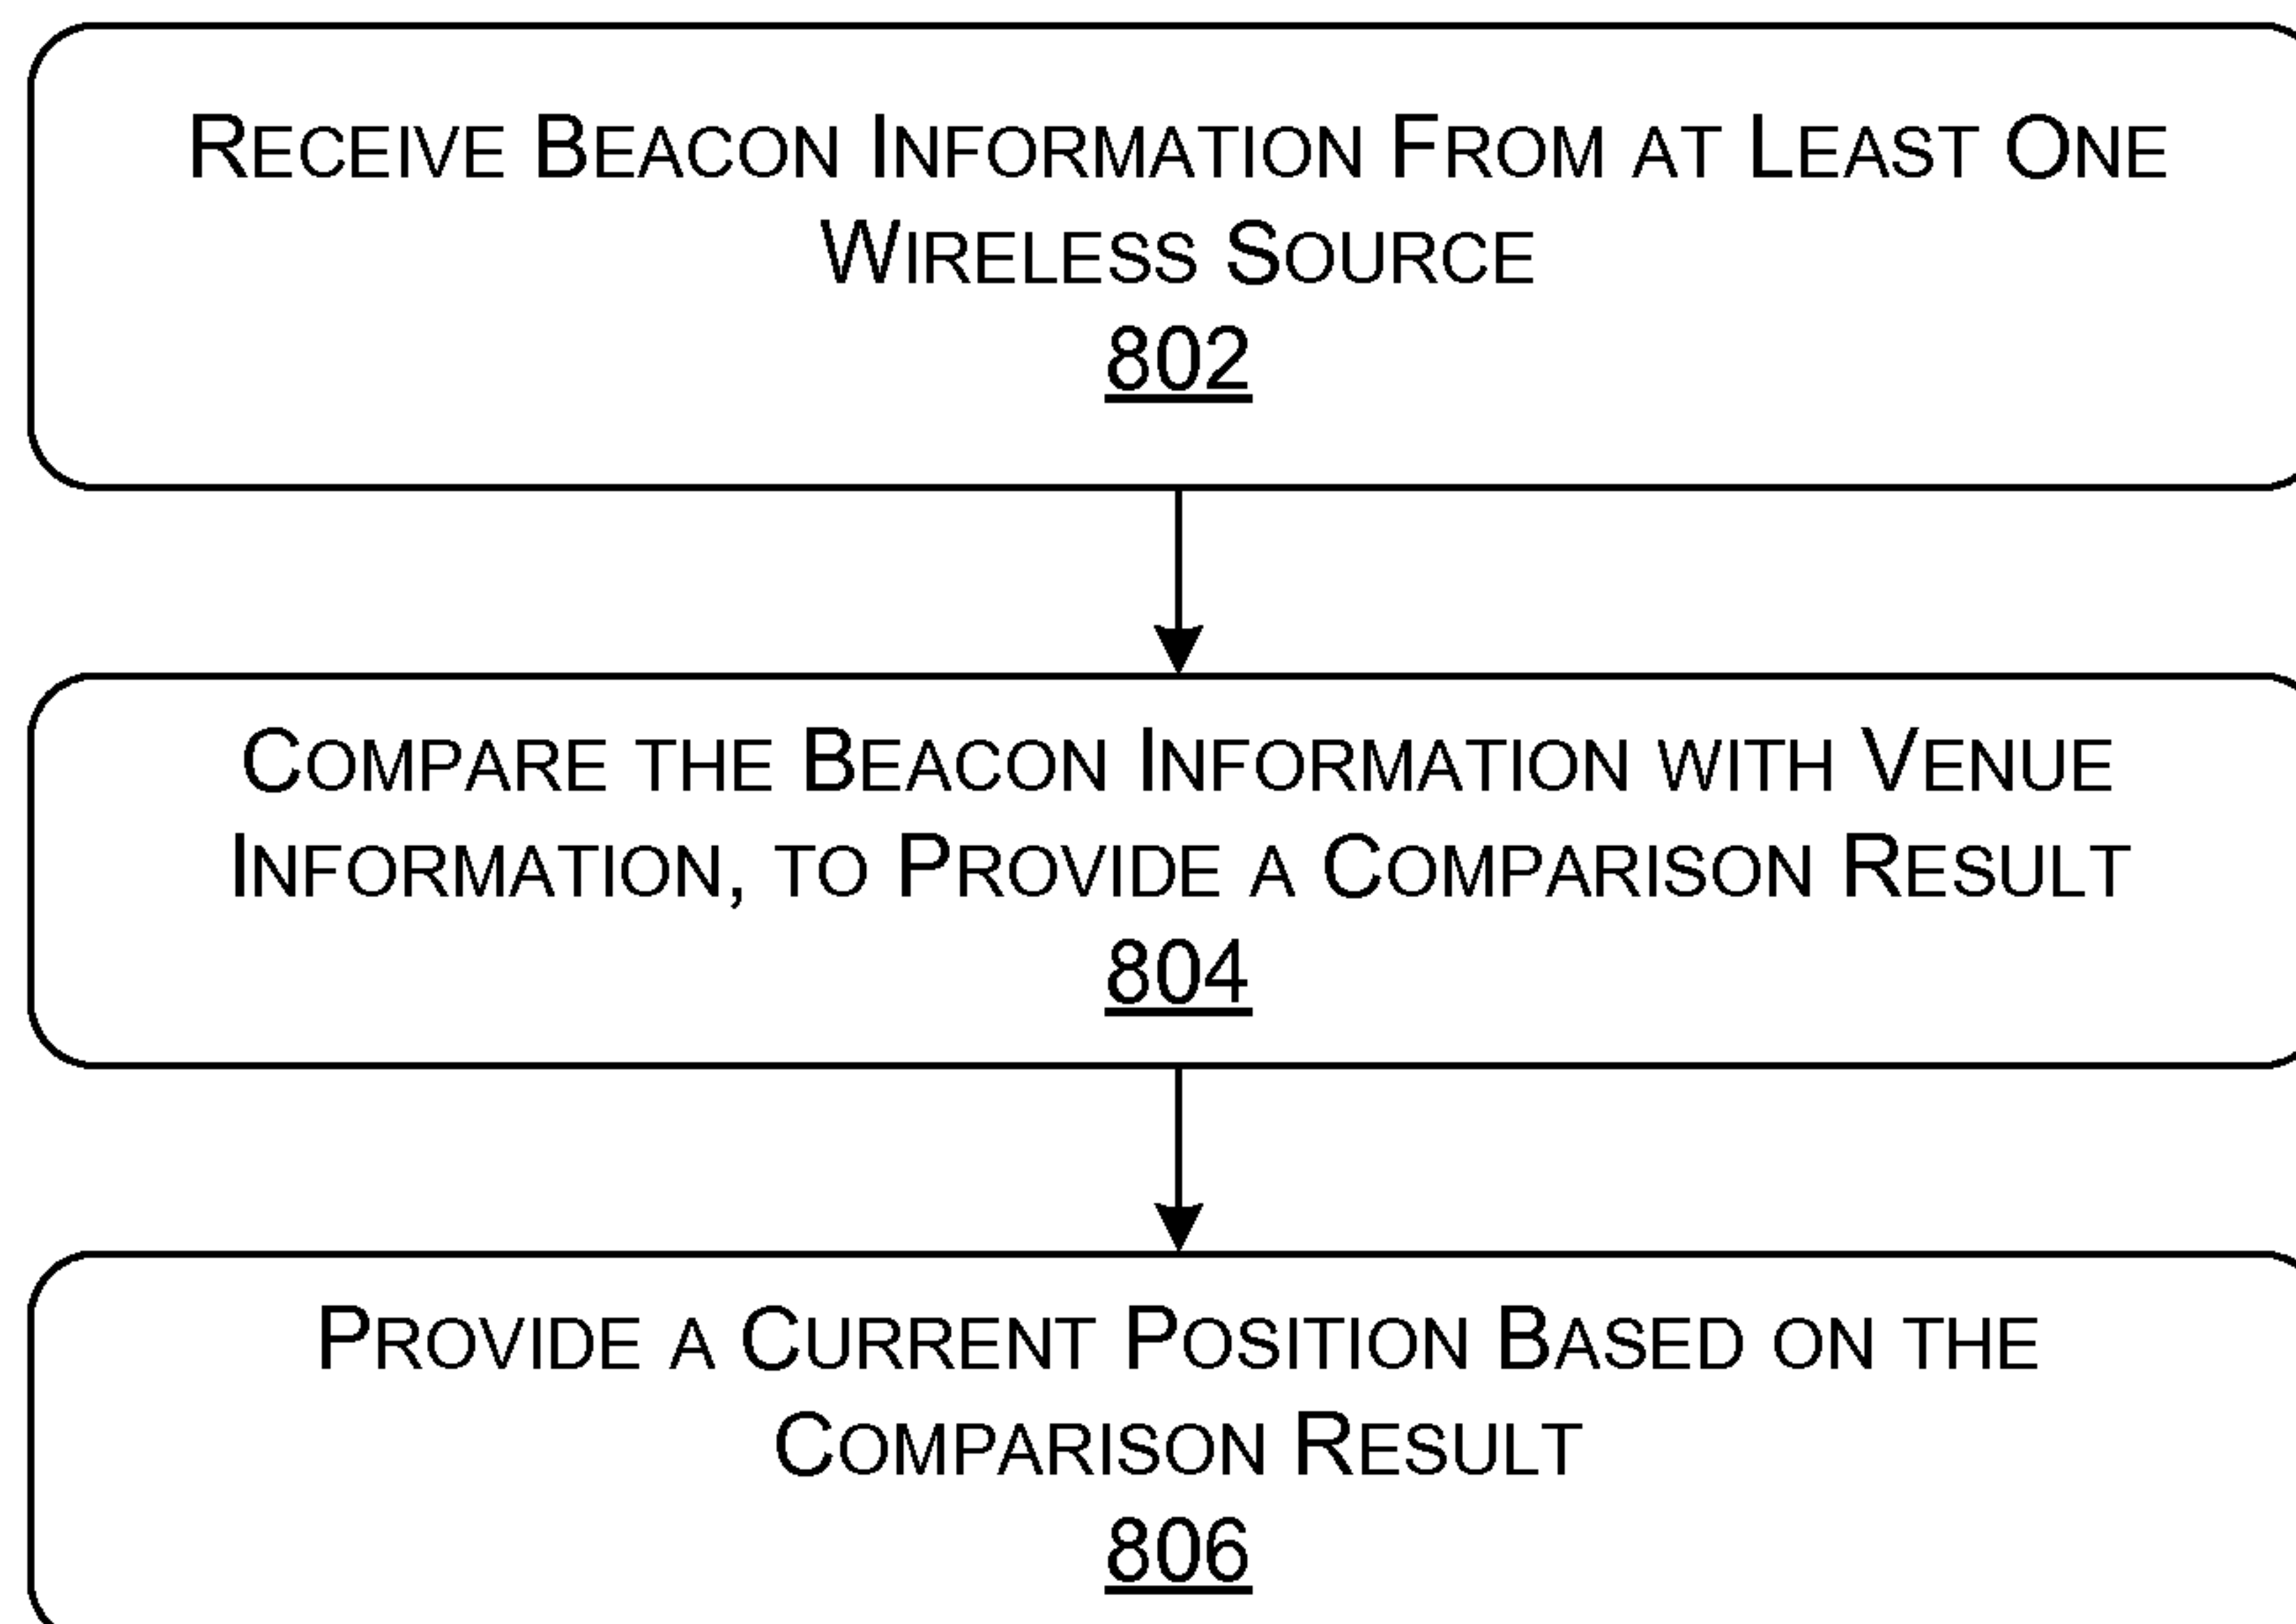 RECEIVE BEACON INFORMATION FROM AT LEAST ONE
WIRELESS SOURCE
802
COMPARE THE BEACON INFORMATION WITH VENUE
INFORMATION, TO PROVIDE A COMPARISON RESULT
804
PROVIDE A CURRENT POSITION BASED ON THE
COMPARISON RESULT
806